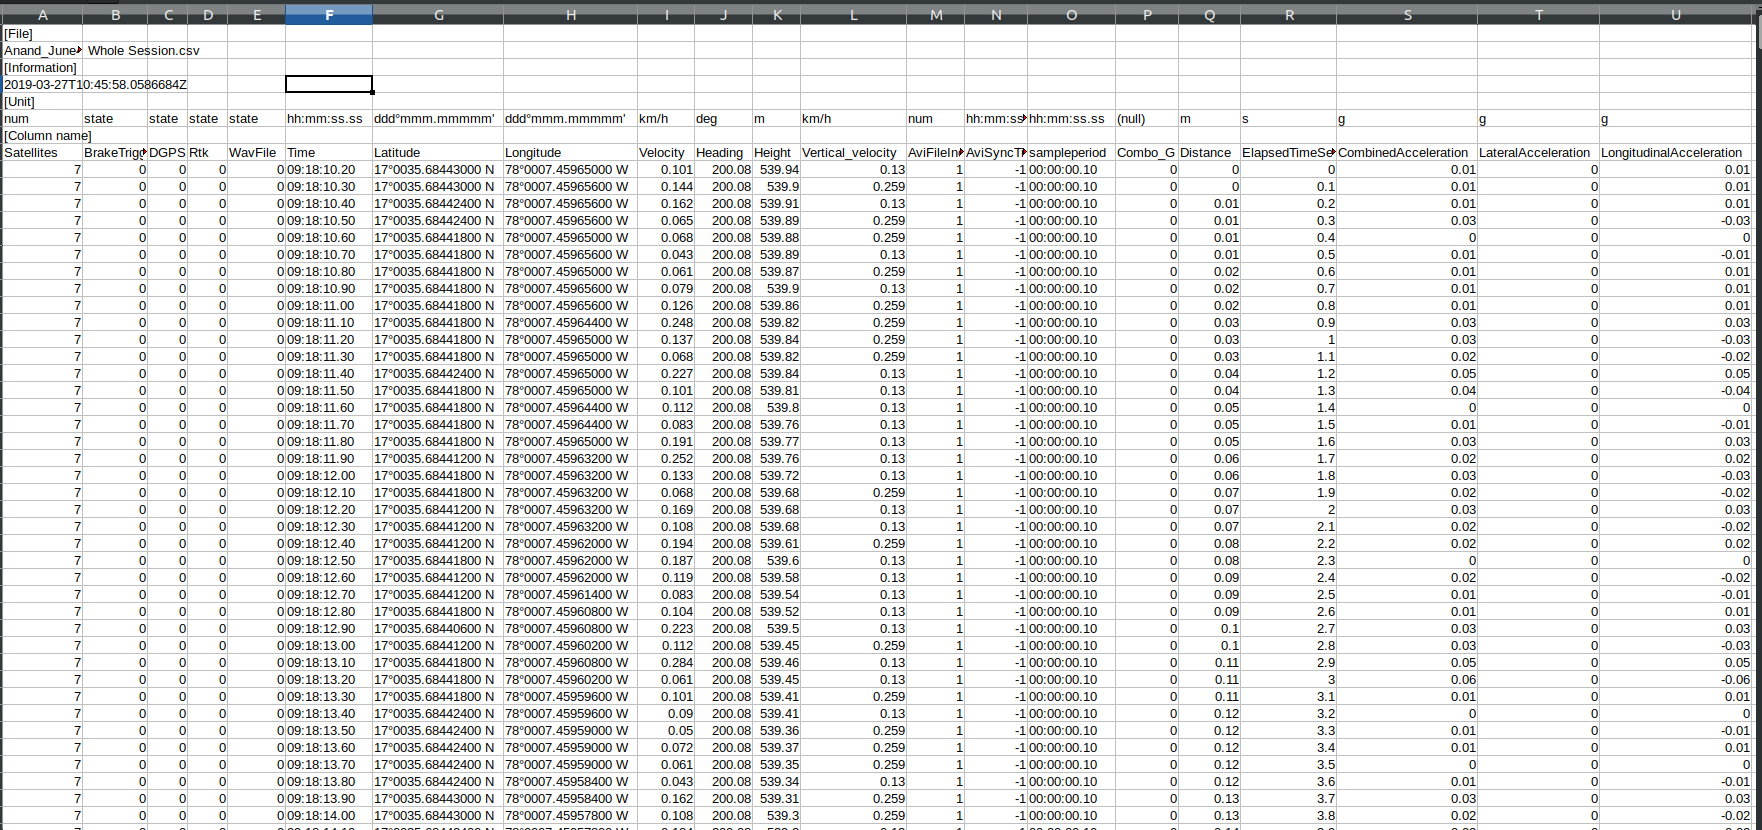 A B C D E F G H I J K L M N O P Q R S T U
[File]
Anand_June Whole Session.csv
[Information]
2019-03-27T10:45:58.0586684Z
[Unit]
num state state state state hh:mm:ss.ss ddd°mmm.mmmmm' ddd°mmm.mmmmm' km/h deg m km/h num hh:mm:ss hh:mm:ss.ss (null) m s g g g
[Column name]
Satellites BrakeTrigg DGPS Rtk WavFile Time Latitude Longitude Velocity Heading Height Vertical_velocity AviFileIn AviSyncT sampleperiod Combo_G Distance ElapsedTimeSe CombinedAcceleration LateralAcceleration LongitudinalAcceleration
7 0 0 0 0 09:18:10.20 17°0035.68443000 N 78°0007.45965000 W 0.101 200.08 539.94 0.13 1 -1 00:00:00.10 0 0 0 0.01 0 0.01
7 0 0 0 0 09:18:10.30 17°0035.68443000 N 78°0007.45965600 W 0.144 200.08 539.9 0.259 1 -1 00:00:00.10 0 0 0.1 0.01 0 0.01
7 0 0 0 0 09:18:10.40 17°0035.68442400 N 78°0007.45965600 W 0.162 200.08 539.91 0.13 1 -1 00:00:00.10 0 0.01 0.2 0.01 0 0.01
7 0 0 0 0 09:18:10.50 17°0035.68442400 N 78°0007.45965600 W 0.065 200.08 539.89 0.259 1 -1 00:00:00.10 0 0.01 0.3 0.03 0 -0.03
7 0 0 0 0 09:18:10.60 17°0035.68441800 N 78°0007.45965000 W 0.068 200.08 539.88 0.259 1 -1 00:00:00.10 0 0.01 0.4 0 0 0
7 0 0 0 0 09:18:10.70 17°0035.68441800 N 78°0007.45965600 W 0.043 200.08 539.89 0.13 1 -1 00:00:00.10 0 0.01 0.5 0.01 0 -0.01
7 0 0 0 0 09:18:10.80 17°0035.68441800 N 78°0007.45965000 W 0.061 200.08 539.87 0.259 1 -1 00:00:00.10 0 0.02 0.6 0.01 0 0.01
7 0 0 0 0 09:18:10.90 17°0035.68441800 N 78°0007.45965600 W 0.079 200.08 539.9 0.13 1 -1 00:00:00.10 0 0.02 0.7 0.01 0 0.01
7 0 0 0 0 09:18:11.00 17°0035.68441800 N 78°0007.45965600 W 0.126 200.08 539.86 0.259 1 -1 00:00:00.10 0 0.02 0.8 0.01 0 0.01
7 0 0 0 0 09:18:11.10 17°0035.68441800 N 78°0007.45964400 W 0.248 200.08 539.82 0.259 1 -1 00:00:00.10 0 0.03 0.9 0.03 0 0.03
7 0 0 0 0 09:18:11.20 17°0035.68441800 N 78°0007.45965000 W 0.137 200.08 539.84 0.259 1 -1 00:00:00.10 0 0.03 1 0.03 0 -0.03
7 0 0 0 0 09:18:11.30 17°0035.68441800 N 78°0007.45965000 W 0.068 200.08 539.82 0.259 1 -1 00:00:00.10 0 0.03 1.1 0.02 0 -0.02
7 0 0 0 0 09:18:11.40 17°0035.68442400 N 78°0007.45965000 W 0.227 200.08 539.84 0.13 1 -1 00:00:00.10 0 0.04 1.2 0.05 0 0.05
7 0 0 0 0 09:18:11.50 17°0035.68441800 N 78°0007.45965000 W 0.101 200.08 539.81 0.13 1 -1 00:00:00.10 0 0.04 1.3 0.04 0 -0.04
7 0 0 0 0 09:18:11.60 17°0035.68441800 N 78°0007.45964400 W 0.112 200.08 539.8 0.13 1 -1 00:00:00.10 0 0.05 1.4 0 0 0
7 0 0 0 0 09:18:11.70 17°0035.68441800 N 78°0007.45964400 W 0.083 200.08 539.76 0.13 1 -1 00:00:00.10 0 0.05 1.5 0.01 0 -0.01
7 0 0 0 0 09:18:11.80 17°0035.68441800 N 78°0007.45965000 W 0.191 200.08 539.77 0.13 1 -1 00:00:00.10 0 0.05 1.6 0.03 0 0.03
7 0 0 0 0 09:18:11.90 17°0035.68441200 N 78°0007.45963200 W 0.252 200.08 539.76 0.13 1 -1 00:00:00.10 0 0.06 1.7 0.02 0 0.02
7 0 0 0 0 09:18:12.00 17°0035.68441800 N 78°0007.45963200 W 0.133 200.08 539.72 0.13 1 -1 00:00:00.10 0 0.06 1.8 0.03 0 -0.03
7 0 0 0 0 09:18:12.10 17°0035.68441800 N 78°0007.45963200 W 0.068 200.08 539.68 0.259 1 -1 00:00:00.10 0 0.07 1.9 0.02 0 -0.02
7 0 0 0 0 09:18:12.20 17°0035.68441200 N 78°0007.45963200 W 0.169 200.08 539.68 0.13 1 -1 00:00:00.10 0 0.07 2 0.03 0 0.03
7 0 0 0 0 09:18:12.30 17°0035.68441200 N 78°0007.45963200 W 0.108 200.08 539.68 0.13 1 -1 00:00:00.10 0 0.07 2.1 0.02 0 -0.02
7 0 0 0 0 09:18:12.40 17°0035.68441200 N 78°0007.45962000 W 0.194 200.08 539.61 0.259 1 -1 00:00:00.10 0 0.08 2.2 0.02 0 0.02
7 0 0 0 0 09:18:12.50 17°0035.68441800 N 78°0007.45962000 W 0.187 200.08 539.6 0.13 1 -1 00:00:00.10 0 0.08 2.3 0 0 0
7 0 0 0 0 09:18:12.60 17°0035.68441200 N 78°0007.45962000 W 0.119 200.08 539.58 0.13 1 -1 00:00:00.10 0 0.09 2.4 0.02 0 -0.02
7 0 0 0 0 09:18:12.70 17°0035.68441200 N 78°0007.45961400 W 0.083 200.08 539.54 0.13 1 -1 00:00:00.10 0 0.09 2.5 0.01 0 -0.01
7 0 0 0 0 09:18:12.80 17°0035.68441800 N 78°0007.45960800 W 0.104 200.08 539.52 0.13 1 -1 00:00:00.10 0 0.09 2.6 0.01 0 0.01
7 0 0 0 0 09:18:12.90 17°0035.68440600 N 78°0007.45960800 W 0.223 200.08 539.5 0.13 1 -1 00:00:00.10 0 0.1 2.7 0.03 0 0.03
7 0 0 0 0 09:18:13.00 17°0035.68441200 N 78°0007.45960200 W 0.112 200.08 539.45 0.259 1 -1 00:00:00.10 0 0.1 2.8 0.03 0 -0.03
7 0 0 0 0 09:18:13.10 17°0035.68441800 N 78°0007.45960800 W 0.284 200.08 539.46 0.13 1 -1 00:00:00.10 0 0.11 2.9 0.05 0 0.05
7 0 0 0 0 09:18:13.20 17°0035.68441800 N 78°0007.45960200 W 0.061 200.08 539.45 0.13 1 -1 00:00:00.10 0 0.11 3 0.06 0 -0.06
7 0 0 0 0 09:18:13.30 17°0035.68441800 N 78°0007.45959600 W 0.101 200.08 539.41 0.259 1 -1 00:00:00.10 0 0.11 3.1 0.01 0 0.01
7 0 0 0 0 09:18:13.40 17°0035.68442400 N 78°0007.45959600 W 0.09 200.08 539.41 0.13 1 -1 00:00:00.10 0 0.12 3.2 0 0 0
7 0 0 0 0 09:18:13.50 17°0035.68442400 N 78°0007.45959000 W 0.05 200.08 539.36 0.259 1 -1 00:00:00.10 0 0.12 3.3 0.01 0 -0.01
7 0 0 0 0 09:18:13.60 17°0035.68442400 N 78°0007.45959000 W 0.072 200.08 539.37 0.259 1 -1 00:00:00.10 0 0.12 3.4 0.01 0 0.01
7 0 0 0 0 09:18:13.70 17°0035.68442400 N 78°0007.45959000 W 0.061 200.08 539.35 0.259 1 -1 00:00:00.10 0 0.12 3.5 0 0 0
7 0 0 0 0 09:18:13.80 17°0035.68442400 N 78°0007.45958400 W 0.043 200.08 539.34 0.13 1 -1 00:00:00.10 0 0.12 3.6 0.01 0 -0.01
7 0 0 0 0 09:18:13.90 17°0035.68443000 N 78°0007.45958400 W 0.162 200.08 539.31 0.259 1 -1 00:00:00.10 0 0.13 3.7 0.03 0 0.03
7 0 0 0 0 09:18:14.00 17°0035.68443000 N 78°0007.45957800 W 0.108 200.08 539.3 0.259 1 -1 00:00:00.10 0 0.13 3.8 0.02 0 -0.02